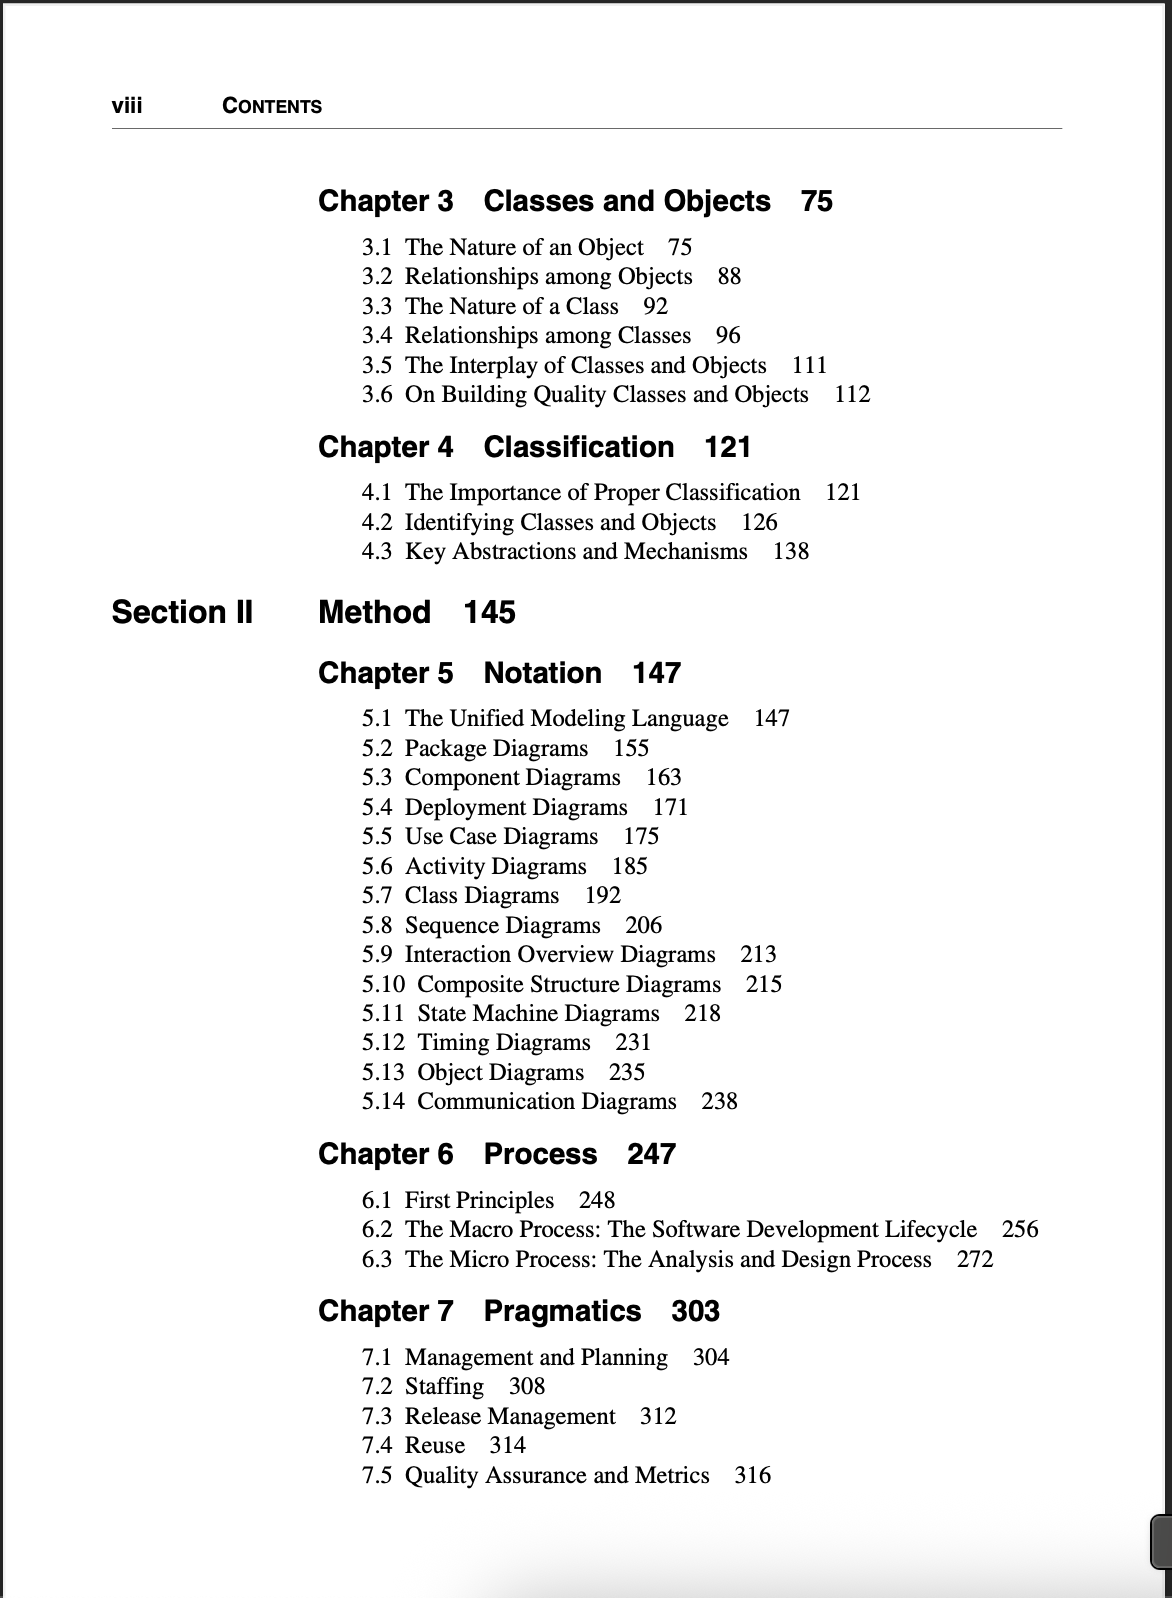 viii CONTENTS
Chapter 3 Classes and Objects 75
3.1 The Nature of an Object 75
3.2 Relationships among Objects 88
3.3 The Nature of a Class 92
3.4 Relationships among Classes 96
3.5 The Interplay of Classes and Objects 111
3.6 On Building Quality Classes and Objects 112
Chapter 4 Classification 121
4.1 The Importance of Proper Classification 121
4.2 Identifying Classes and Objects 126
4.3 Key Abstractions and Mechanisms 138
Section II Method 145
Chapter 5 Notation 147
5.1 The Unified Modeling Language 147
5.2 Package Diagrams 155
5.3 Component Diagrams 163
5.4 Deployment Diagrams 171
5.5 Use Case Diagrams 175
5.6 Activity Diagrams 185
5.7 Class Diagrams 192
5.8 Sequence Diagrams 206
5.9 Interaction Overview Diagrams 213
5.10 Composite Structure Diagrams 215
5.11 State Machine Diagrams 218
5.12 Timing Diagrams 231
5.13 Object Diagrams 235
5.14 Communication Diagrams 238
Chapter 6 Process 247
6.1 First Principles 248
6.2 The Macro Process: The Software Development Lifecycle 256
6.3 The Micro Process: The Analysis and Design Process 272
Chapter 7 Pragmatics 303
7.1 Management and Planning 304
7.2 Staffing 308
7.3 Release Management 312
7.4 Reuse 314
7.5 Quality Assurance and Metrics 316